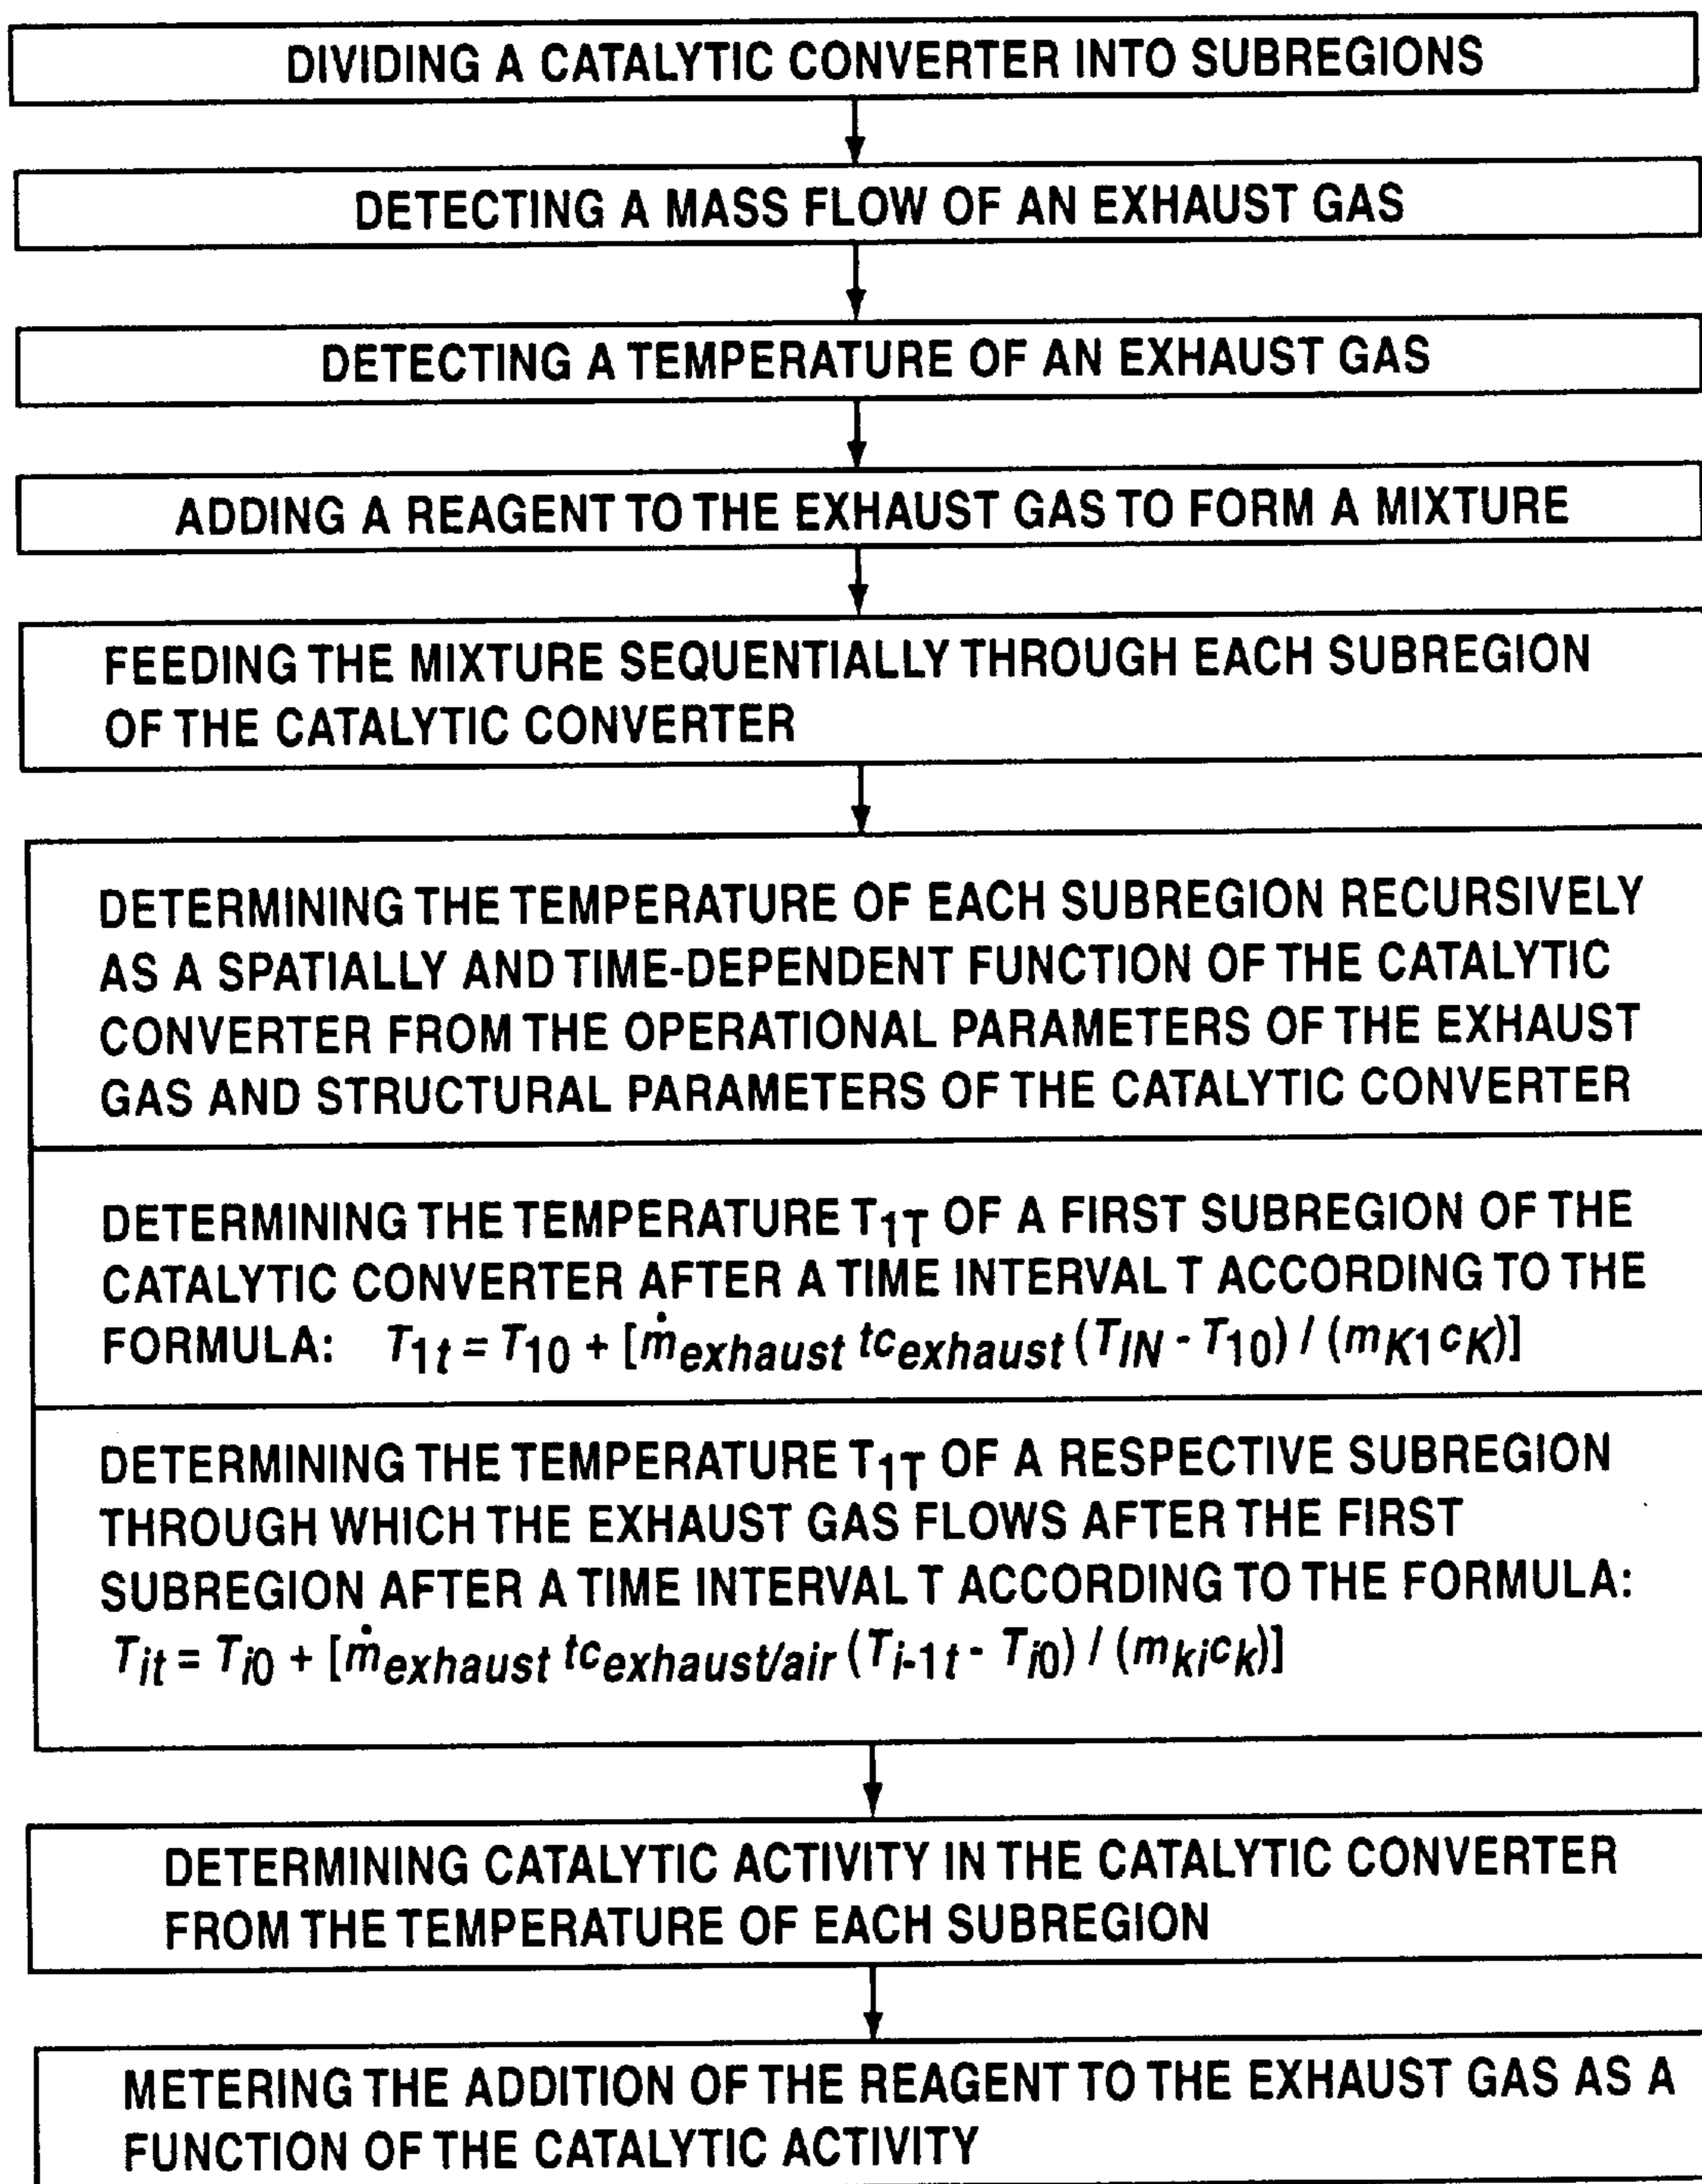 DIVIDING A CATALYTIC CONVERTER INTO SUBREGIONS
DETECTING A MASS FLOW OF AN EXHAUST GAS
DETECTING A TEMPERATURE OF AN EXHAUST GAS
ADDING A REAGENT TO THE EXHAUST GAS TO FORM A MIXTURE
FEEDING THE MIXTURE SEQUENTIALLY THROUGH EACH SUBREGION
OF THE CATALYTIC CONVERTER
DETERMINING THE TEMPERATURE OF EACH SUBREGION RECURSIVELY
AS A SPATIALLY AND TIME-DEPENDENT FUNCTION OF THE CATALYTIC
CONVERTER FROM THE OPERATIONAL PARAMETERS OF THE EXHAUST
GAS AND STRUCTURAL PARAMETERS OF THE CATALYTIC CONVERTER
DETERMINING THE TEMPERATURE T1T OF A FIRST SUBREGION OF THE
CATALYTIC CONVERTER AFTER A TIME INTERVAL T ACCORDING TO THE
FORMULA: T1t = T10 + [ṁexhaust tcexhaust (TIN - T10) / (mK1cK)]
DETERMINING THE TEMPERATURE T1T OF A RESPECTIVE SUBREGION
THROUGH WHICH THE EXHAUST GAS FLOWS AFTER THE FIRST
SUBREGION AFTER A TIME INTERVAL T ACCORDING TO THE FORMULA:
Tit = Ti0 + [ṁexhaust tcexhaust/air (Ti-1t - Ti0) / (mkick)]
DETERMINING CATALYTIC ACTIVITY IN THE CATALYTIC CONVERTER
FROM THE TEMPERATURE OF EACH SUBREGION
METERING THE ADDITION OF THE REAGENT TO THE EXHAUST GAS AS A
FUNCTION OF THE CATALYTIC ACTIVITY